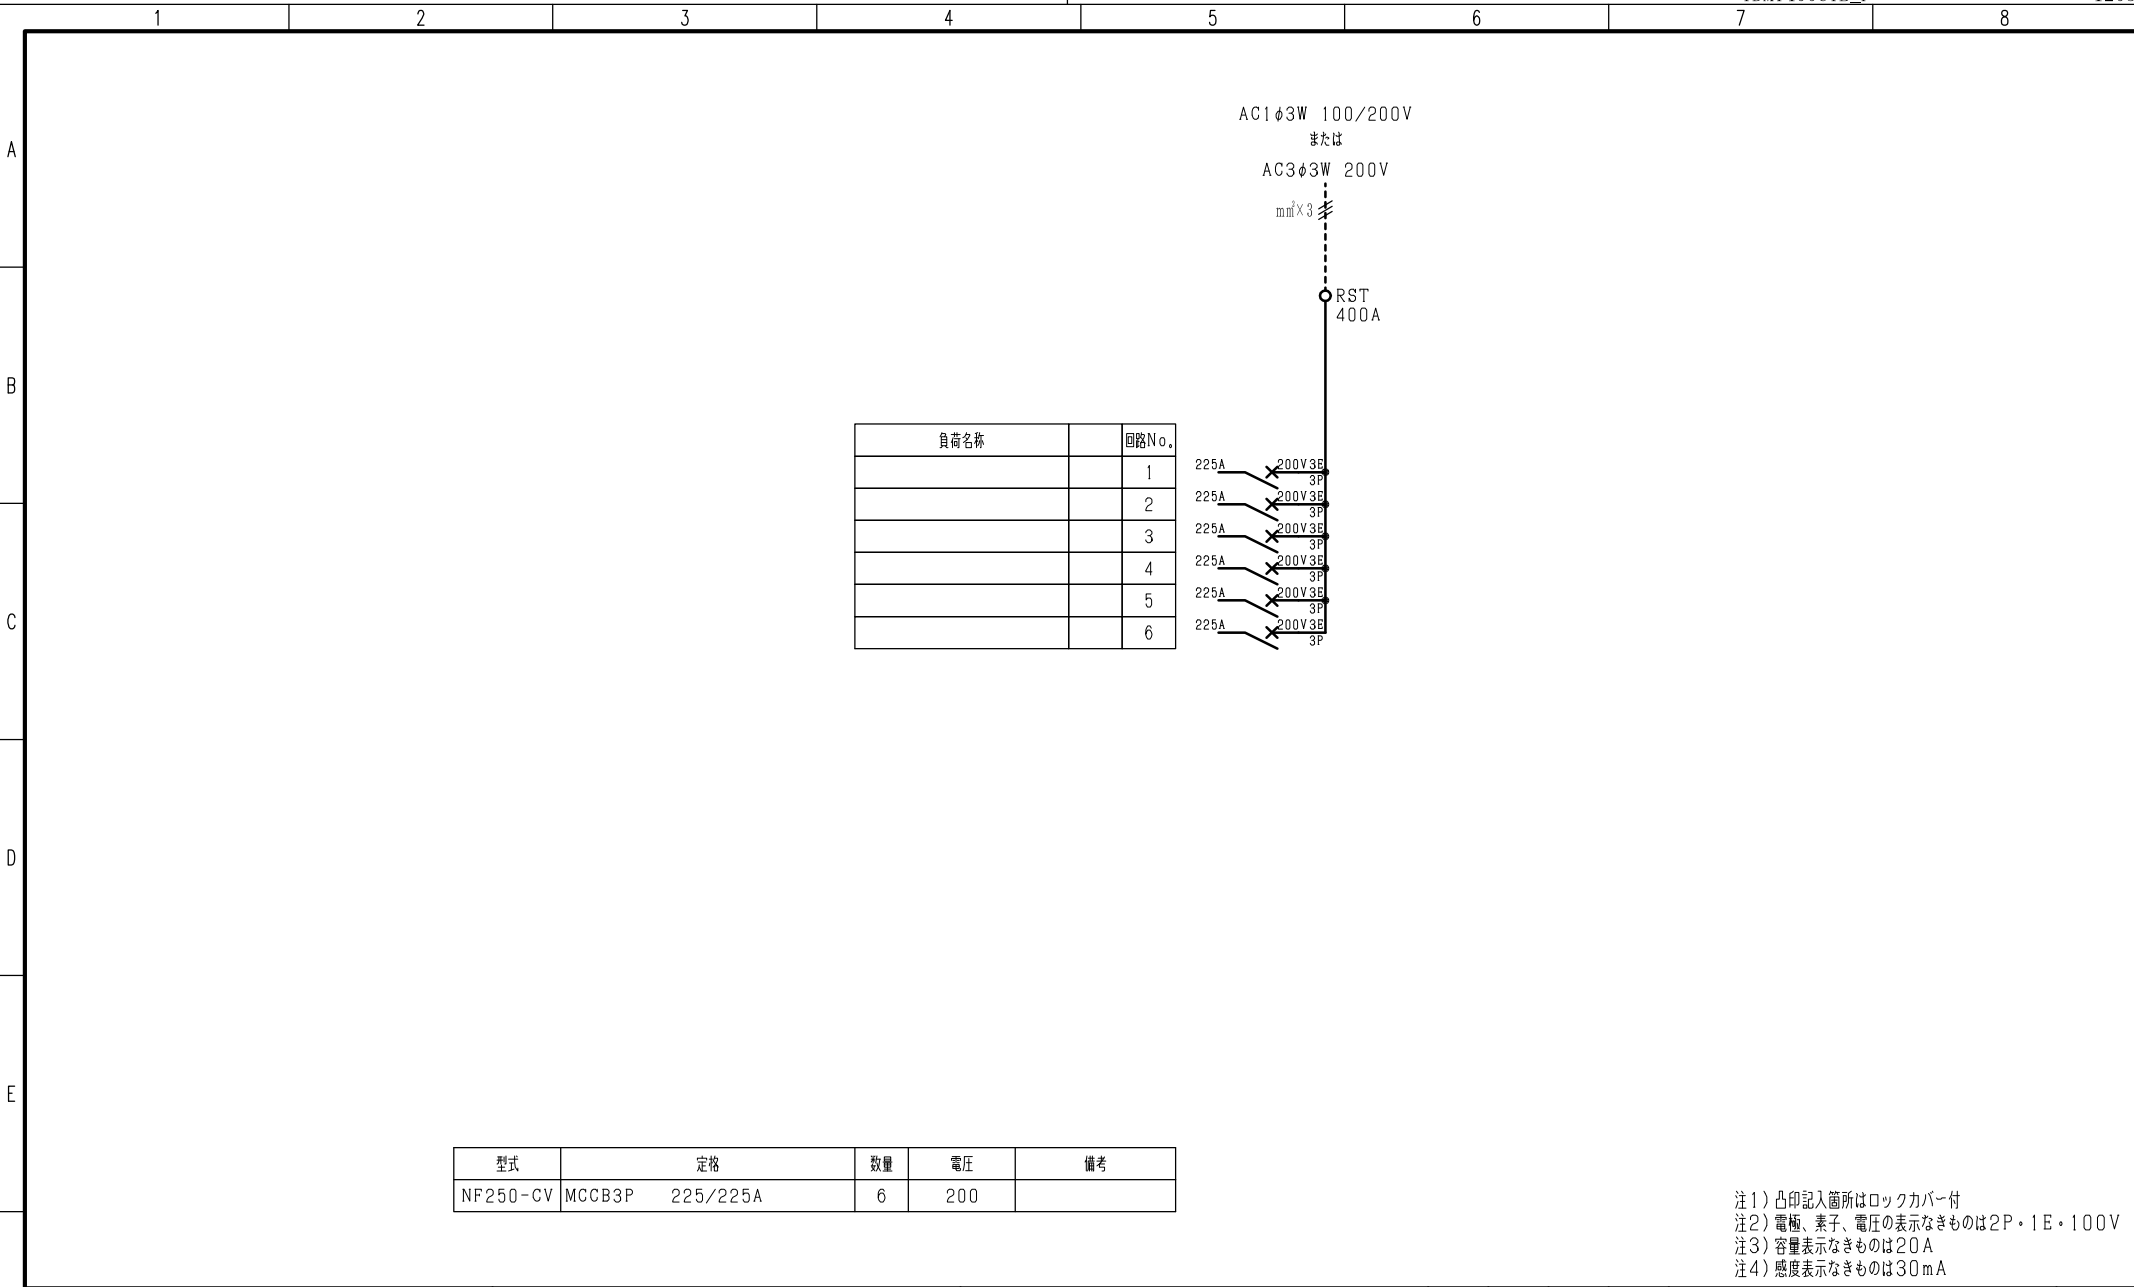 1 2 3 4 5 6 7 8
A
B
C
D
E
AC1φ3W 100/200V
または
AC3φ3W 200V
mm²×3
RST
400A
負荷名称 回路No。
1 225A 200V3E
3P
2 225A 200V3E
3P
3 225A 200V3E
3P
4 225A 200V3E
3P
5 225A 200V3E
3P
6 225A 200V3E
3P
型式 定格 数量 電圧 備考
NF250-CV MCCB3P 225/225A 6 200
注1)凸印記入箇所はロックカバー付
注2)電極、素子、電圧の表示なきものは2P・1E・100V
注3)容量表示なきものは20A
注4)感度表示なきものは30mA